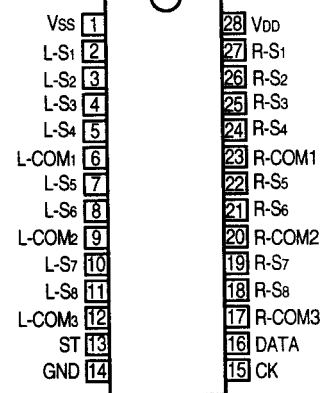 Vss 1 28 VDD
L-S1 2 27 R-S1
L-S2 3 26 R-S2
L-S3 4 25 R-S3
L-S4 5 24 R-S4
L-COM1 6 23 R-COM1
L-S5 7 22 R-S5
L-S6 8 21 R-S6
L-COM2 9 20 R-COM2
L-S7 10 19 R-S7
L-S8 11 18 R-S8
L-COM3 12 17 R-COM3
ST 13 16 DATA
GND 14 15 CK